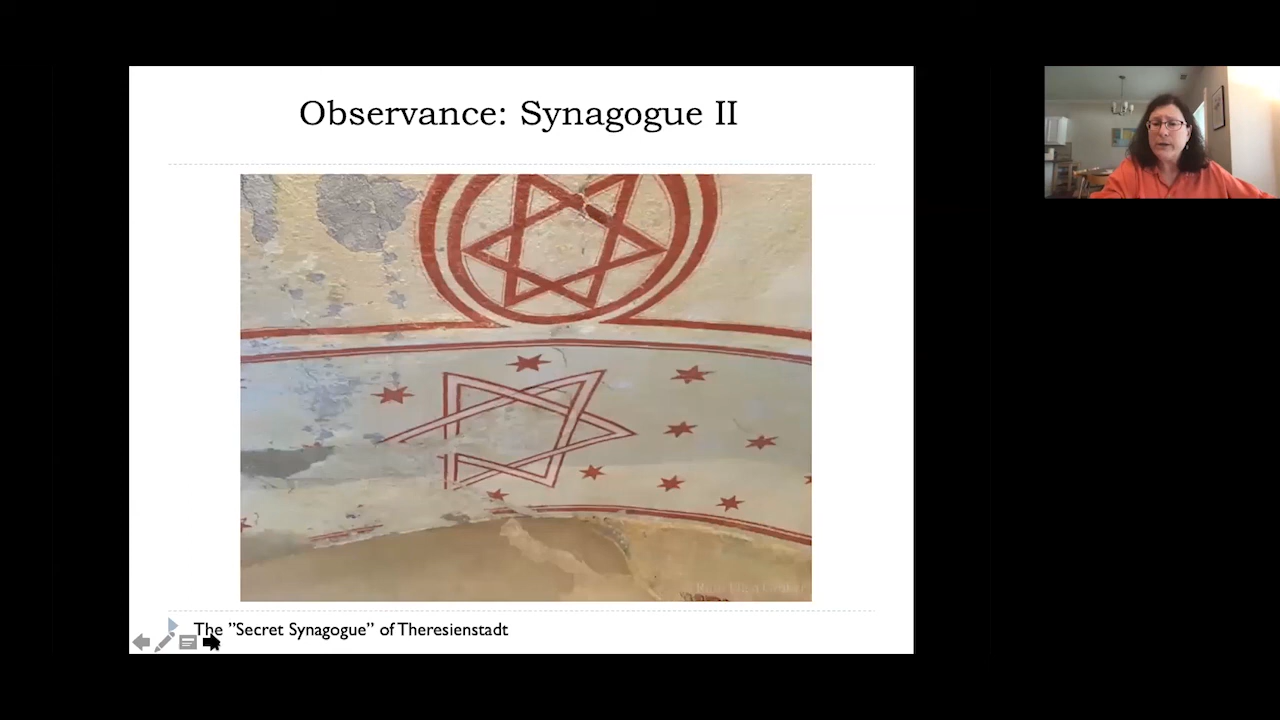 Observance: Synagogue II
The ”Secret Synagogue” of Theresienstadt